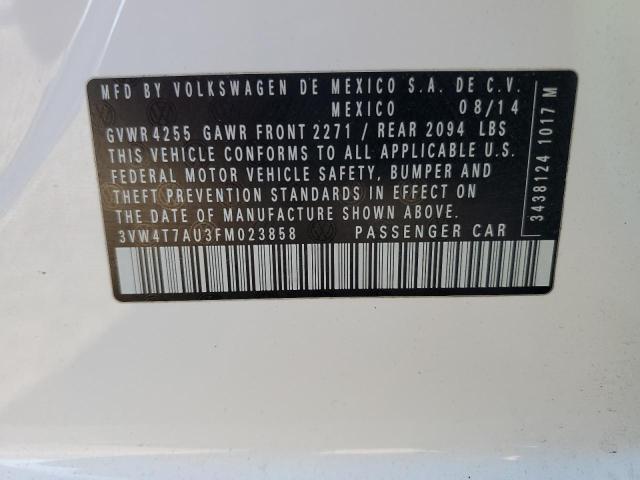 MFD BY VOLKSWAGEN DE MEXICO S.A. DE C.V.
MEXICO 08/14
GVWR 4255 GAWR FRONT 2271 / REAR 2094 LBS
THIS VEHICLE CONFORMS TO ALL APPLICABLE U.S.
FEDERAL MOTOR VEHICLE SAFETY, BUMPER AND
THEFT PREVENTION STANDARDS IN EFFECT ON
THE DATE OF MANUFACTURE SHOWN ABOVE.
3VW4T7AU3FM023858 PASSENGER CAR
3438124 1017 M